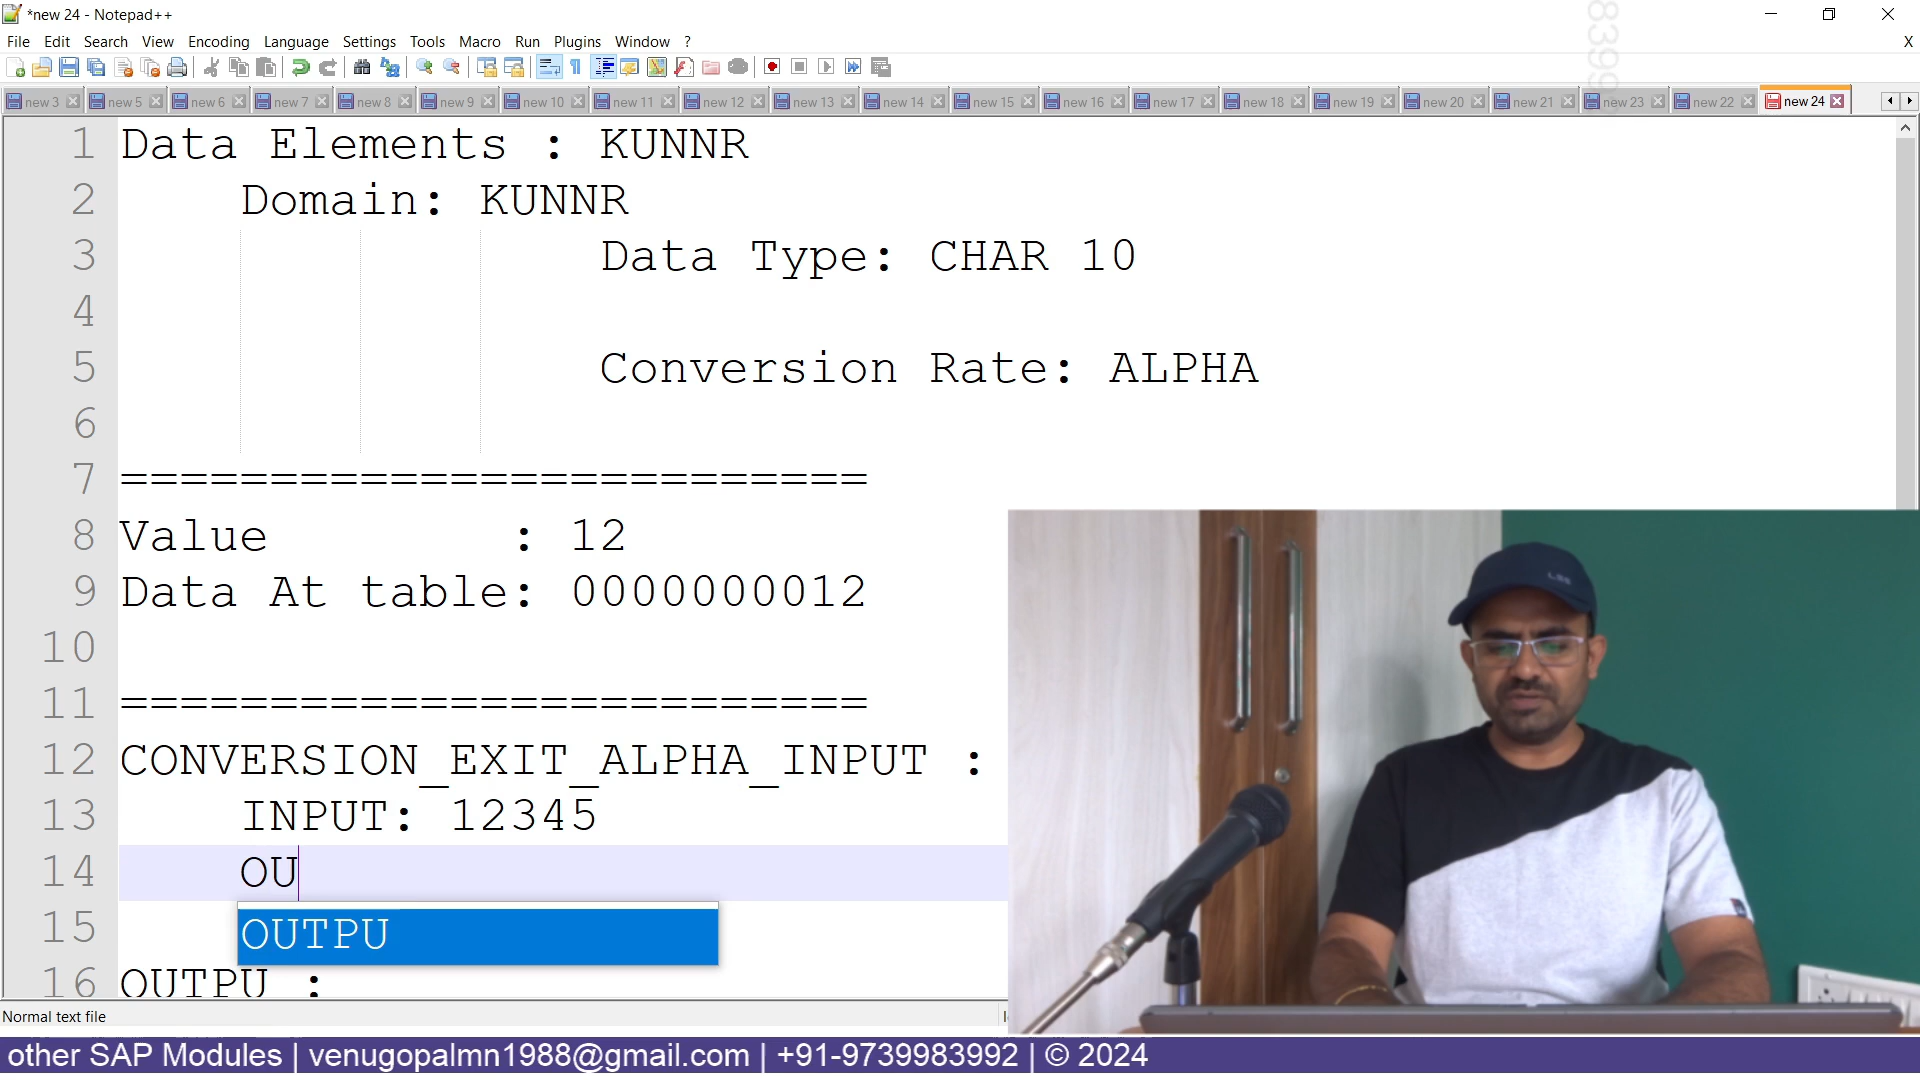 *new 24 - Notepad++
File Edit Search View Encoding Language Settings Tools Macro Run Plugins Window ? X
new 3 new 5 new 6 new 7 new 8 new 9 new 10 new 11 new 12 new 13 new 14 new 15 new 16 new 17 new 18 new 19 new 20 new 21 new 23 new 22 new 24
1 Data Elements : KUNNR
2 Domain: KUNNR
3 Data Type: CHAR 10
4
5 Conversion Rate: ALPHA
6
7 =========================
8 Value : 12
9 Data At table: 0000000012
10
11 =========================
12 CONVERSION_EXIT_ALPHA_INPUT :
13 INPUT: 12345
14 OU
15 OUTPU
16 OUTPU :
Normal text file
other SAP Modules | venugopalmn1988@gmail.com | +91-9739983992 | © 2024